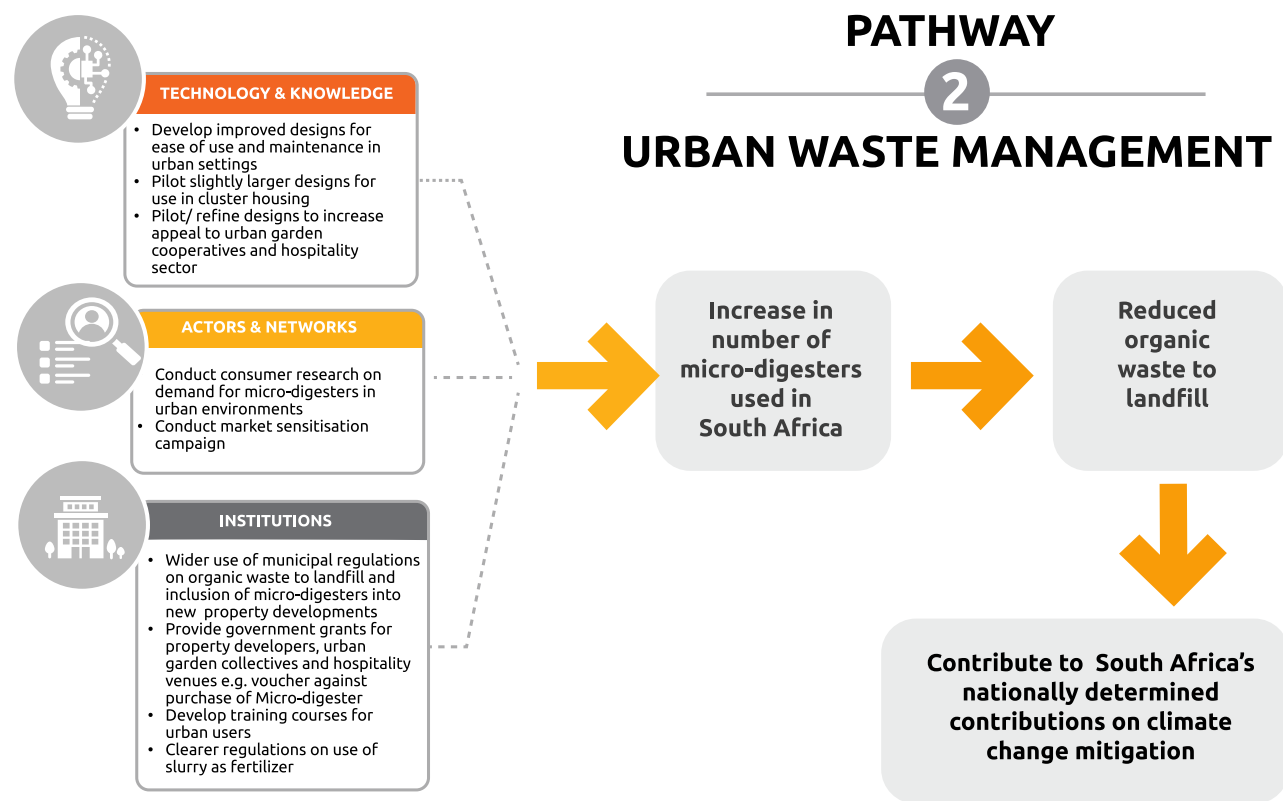 PATHWAY
2
URBAN WASTE MANAGEMENT
TECHNOLOGY & KNOWLEDGE
• Develop improved designs for
ease of use and maintenance in
urban settings
• Pilot slightly larger designs for
use in cluster housing
• Pilot/ refine designs to increase
appeal to urban garden
cooperatives and hospitality
sector
ACTORS & NETWORKS
Conduct consumer research on
demand for micro-digesters in
urban environments
• Conduct market sensitisation
campaign
INSTITUTIONS
• Wider use of municipal regulations
on organic waste to landfill and
inclusion of micro-digesters into
new property developments
• Provide government grants for
property developers, urban
garden collectives and hospitality
venues e.g. voucher against
purchase of Micro-digester
• Develop training courses for
urban users
• Clearer regulations on use of
slurry as fertilizer
Increase in
number of
micro-digesters
used in
South Africa
Reduced
organic
waste to
landfill
Contribute to South Africa's
nationally determined
contributions on climate
change mitigation